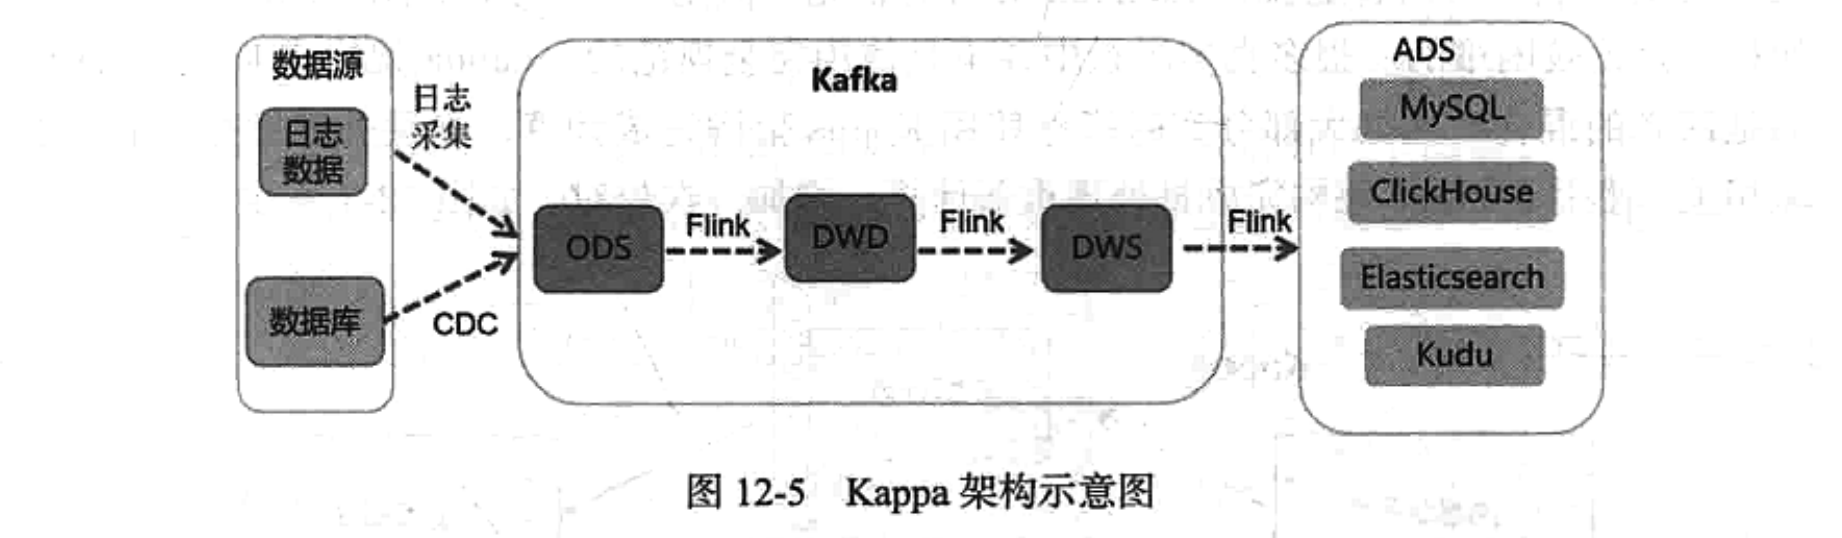 数据源
日志
数据
数据库
日志
采集
CDC
Kafka
ODS
Flink
DWD
Flink
DWS
Flink
ADS
MySQL
ClickHouse
Elasticsearch
Kudu
图 12-5 Kappa 架构示意图